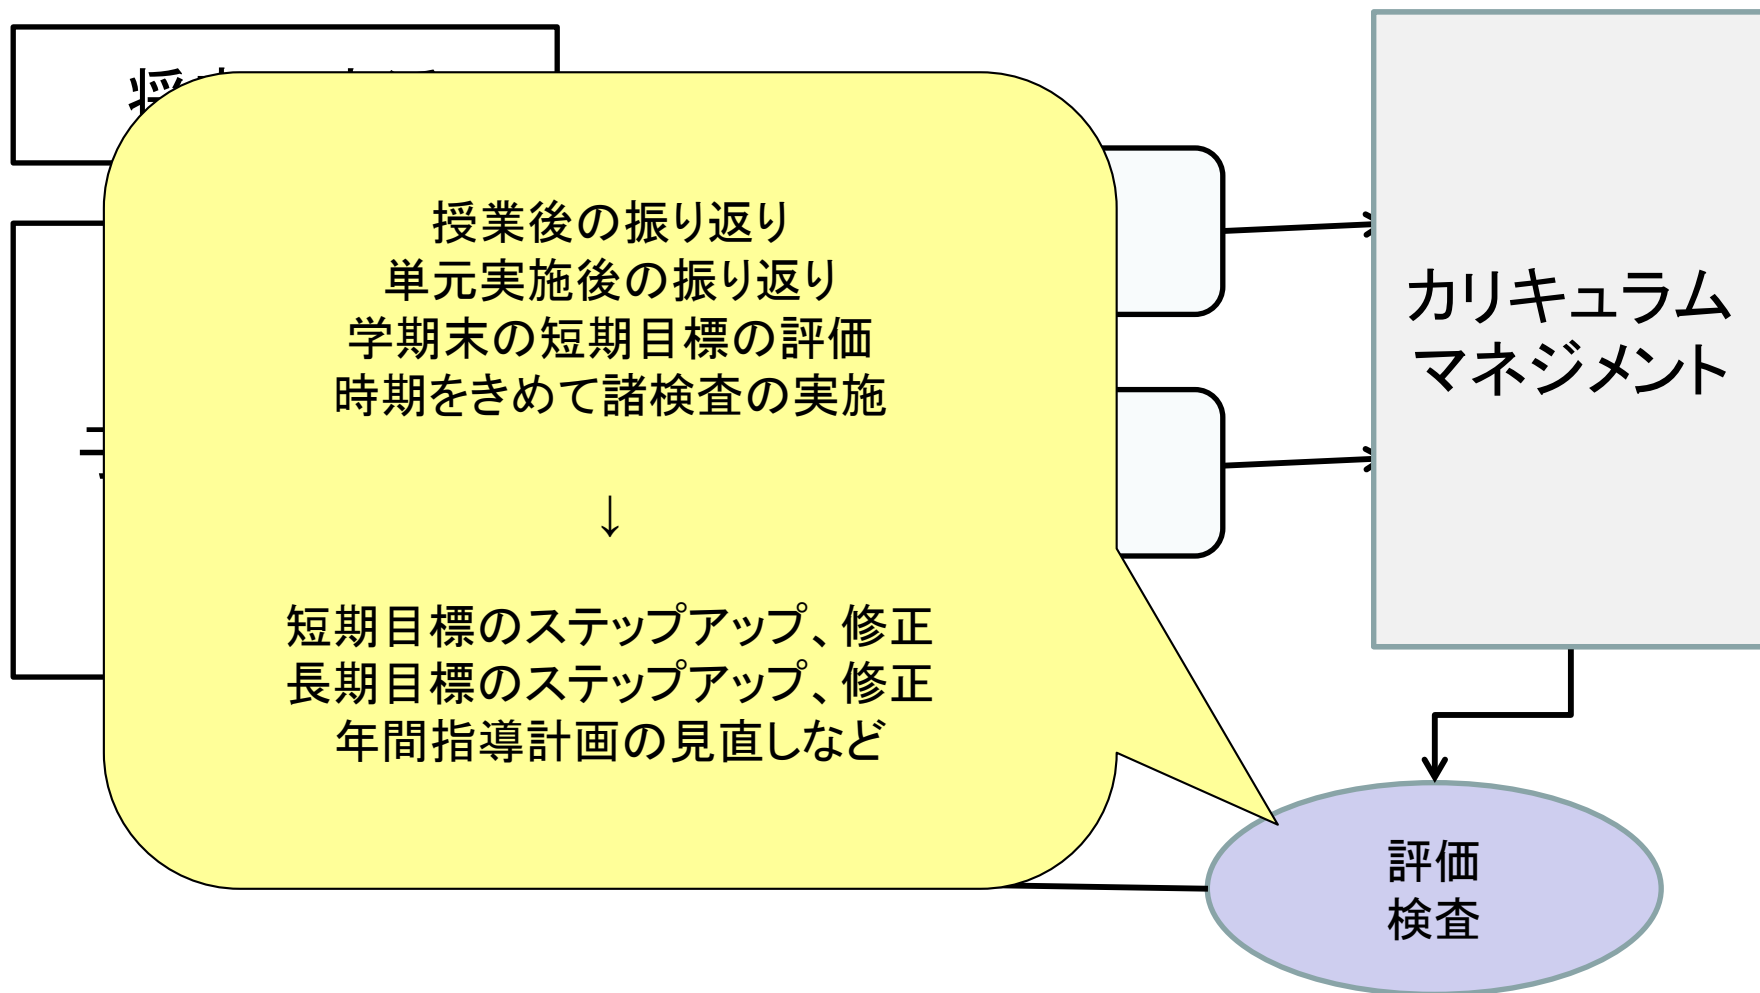 授業後の振り返り
単元実施後の振り返り
学期末の短期目標の評価
時期をきめて諸検査の実施
↓
短期目標のステップアップ、修正
長期目標のステップアップ、修正
年間指導計画の見直しなど
カリキュラム
マネジメント
評価
検査